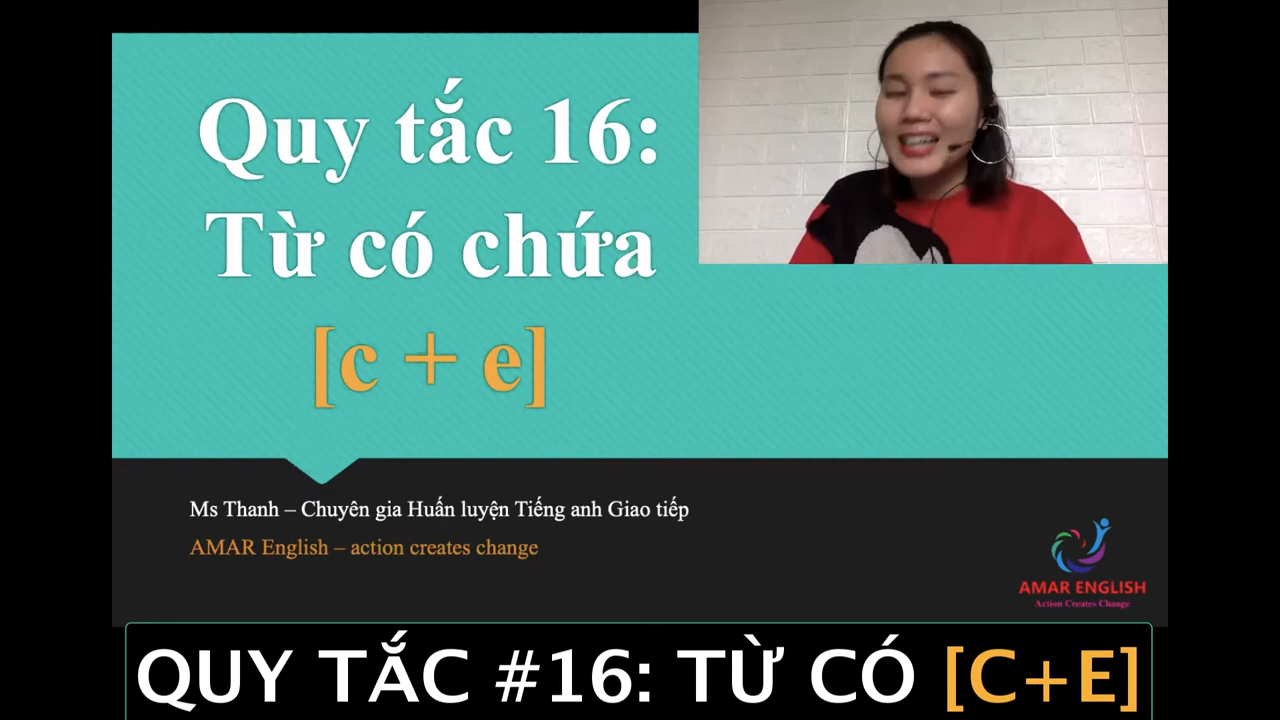 Quy tắc 16:
Từ có chứa
[c + e]
Ms Thanh – Chuyên gia Huấn luyện Tiếng anh Giao tiếp
AMAR English – action creates change
AMAR ENGLISH
Action Creates Change
QUY TẮC #16: TỪ CÓ [C+E]